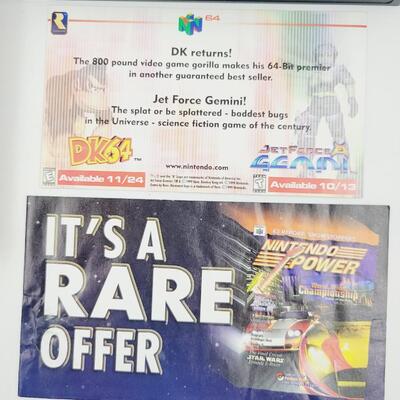 64
DK returns!
The 800 pound video game gorilla makes his 64-Bit premier
in another guaranteed best seller.
Jet Force Gemini!
The splat or be splattered - baddest bugs
in the Universe - science fiction game of the century.
DK64
www.nintendo.com
JET FORCE
GEMINI
Available 11/24
Available 10/13
IT'S A
RARE
OFFER
NINTENDO
POWER
Championship
STAR WARS